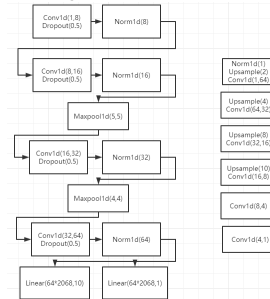 Conv1d(1,8)
Dropout(0.5)
Norm1d(8)
Conv1d(8,16)
Dropout(0.5)
Norm1d(16)
Maxpool1d(5,5)
Conv1d(16,32)
Dropout(0.5)
Norm1d(32)
Maxpool1d(4,4)
Conv1d(32,64)
Dropout(0.5)
Norm1d(64)
Linear(64*2068,10)
Linear(64*2068,1)
Norm1d(1)
Upsample(2)
Conv1d(1,64)
Upsample(4)
Conv1d(64,32)
Upsample(8)
Conv1d(32,16)
Upsample(10)
Conv1d(16,8)
Conv1d(8,4)
Conv1d(4,1)